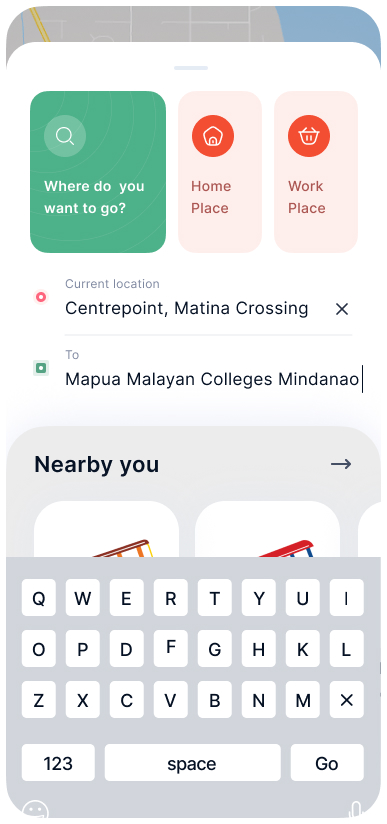 Where do you
want to go?
Home
Place
Work
Place
Current location
Centrepoint, Matina Crossing
To
Mapua Malayan Colleges Mindanao
Nearby you
Q W E R T Y U I
O P D F G H K L
Z X C V B N M
123 space Go